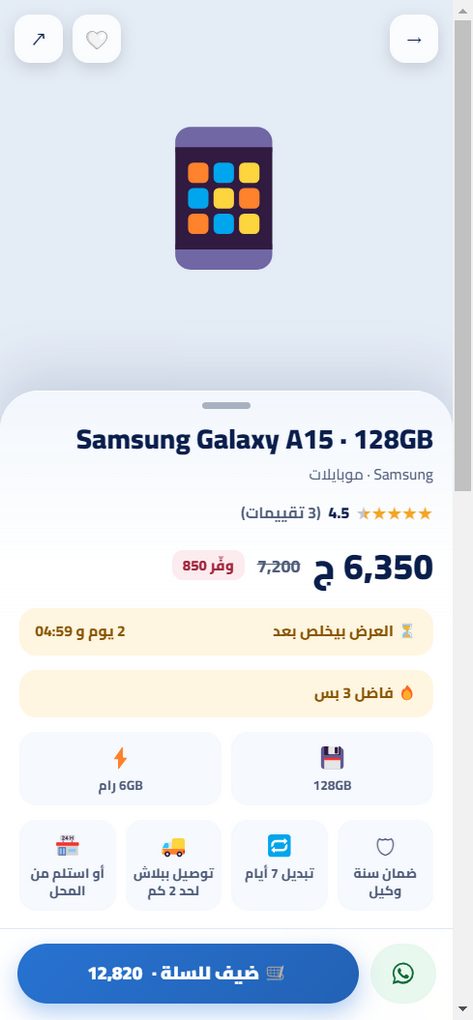 Samsung Galaxy A15 · 128GB
Samsung · موبايلات
★★★★★ 4.5 (3 تقييمات)
6,350 ج 7,200 وفّر 850
⏳ العرض بيخلص بعد 2 يوم و 04:59
🔥 فاضل 3 بس
128GB
6GB رام
ضمان سنة وكيل
تبديل 7 أيام
توصيل ببلاش لحد 2 كم
24H
أو استلم من المحل
🛒 ضيف للسلة · 12,820